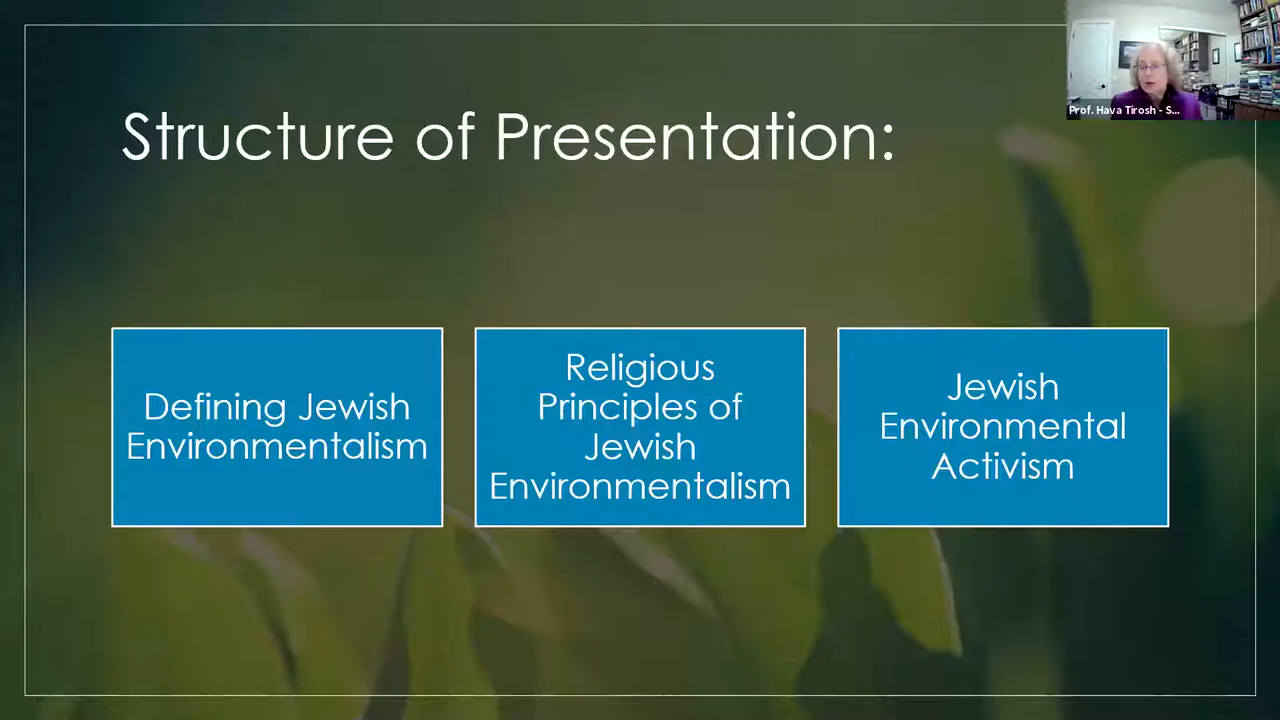 Prof. Hava Tirosh - S...
Structure of Presentation:
Defining Jewish
Environmentalism
Religious
Principles of
Jewish
Environmentalism
Jewish
Environmental
Activism